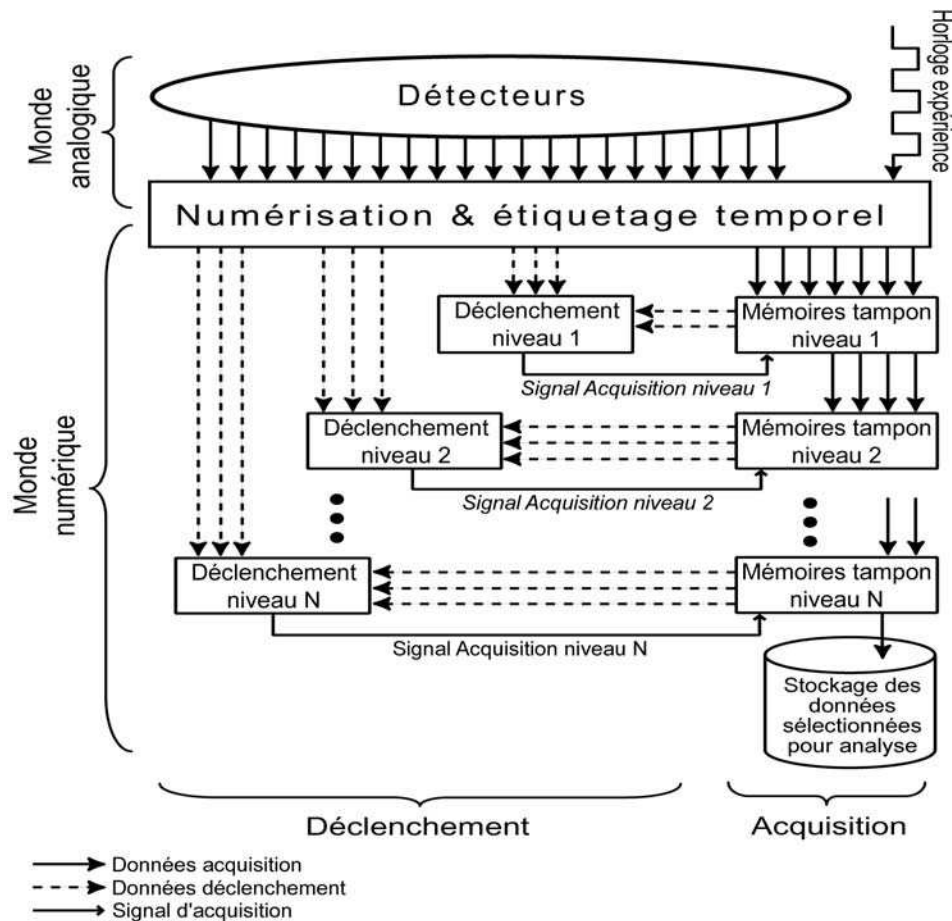 Monde
analogique
Détecteurs
Horloge expérience
Numérisation & étiquetage temporel
Monde
numérique
Déclenchement
niveau 1
Mémoires tampon
niveau 1
Signal Acquisition niveau 1
Déclenchement
niveau 2
Mémoires tampon
niveau 2
Signal Acquisition niveau 2
Déclenchement
niveau N
Mémoires tampon
niveau N
Signal Acquisition niveau N
Stockage des
données
sélectionnées
pour analyse
Déclenchement
Acquisition
Données acquisition
Données déclenchement
Signal d'acquisition